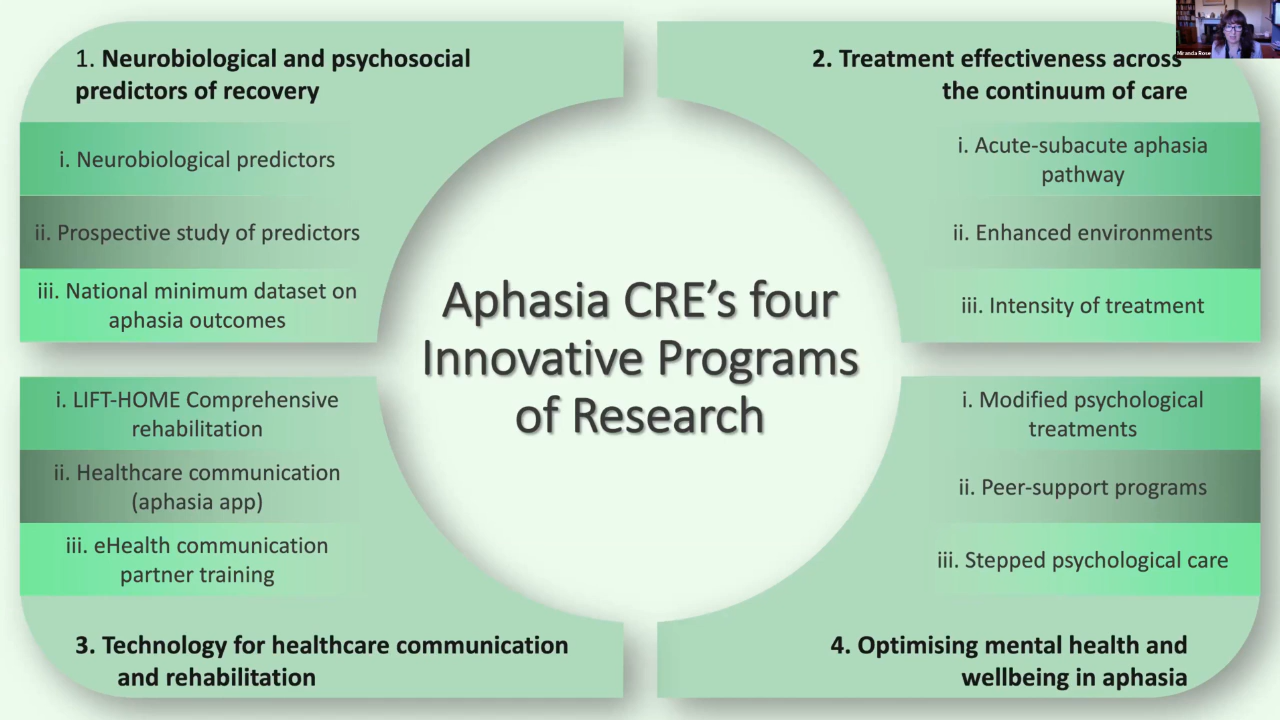 1. Neurobiological and psychosocial
predictors of recovery
i. Neurobiological predictors
ii. Prospective study of predictors
iii. National minimum dataset on
aphasia outcomes
2. Treatment effectiveness across
the continuum of care
i. Acute-subacute aphasia
pathway
ii. Enhanced environments
iii. Intensity of treatment
Miranda Rose
Aphasia CRE’s four
Innovative Programs
of Research
i. LIFT-HOME Comprehensive
rehabilitation
ii. Healthcare communication
(aphasia app)
iii. eHealth communication
partner training
3. Technology for healthcare communication
and rehabilitation
i. Modified psychological
treatments
ii. Peer-support programs
iii. Stepped psychological care
4. Optimising mental health and
wellbeing in aphasia